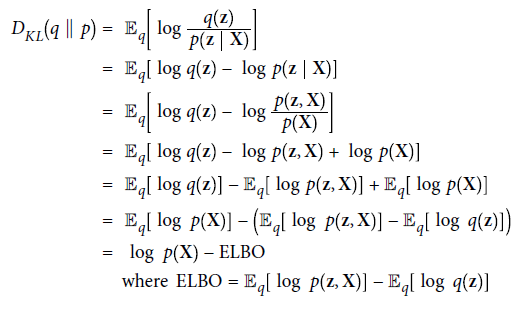 D_{KL}(q ∥ p) = 𝔼_q[ log q(𝐳) / p(𝐳 | 𝐗) ]
= 𝔼_q[ log q(𝐳) − log p(𝐳 | 𝐗)]
= 𝔼_q[ log q(𝐳) − log p(𝐳, 𝐗) / p(𝐗) ]
= 𝔼_q[ log q(𝐳) − log p(𝐳, 𝐗) + log p(𝐗)]
= 𝔼_q[ log q(𝐳)] − 𝔼_q[ log p(𝐳, 𝐗)] + 𝔼_q[ log p(𝐗)]
= 𝔼_q[ log p(𝐗)] − (𝔼_q[ log p(𝐳, 𝐗)] − 𝔼_q[ log q(𝐳)])
= log p(𝐗) − ELBO
where ELBO = 𝔼_q[ log p(𝐳, 𝐗)] − 𝔼_q[ log q(𝐳)]